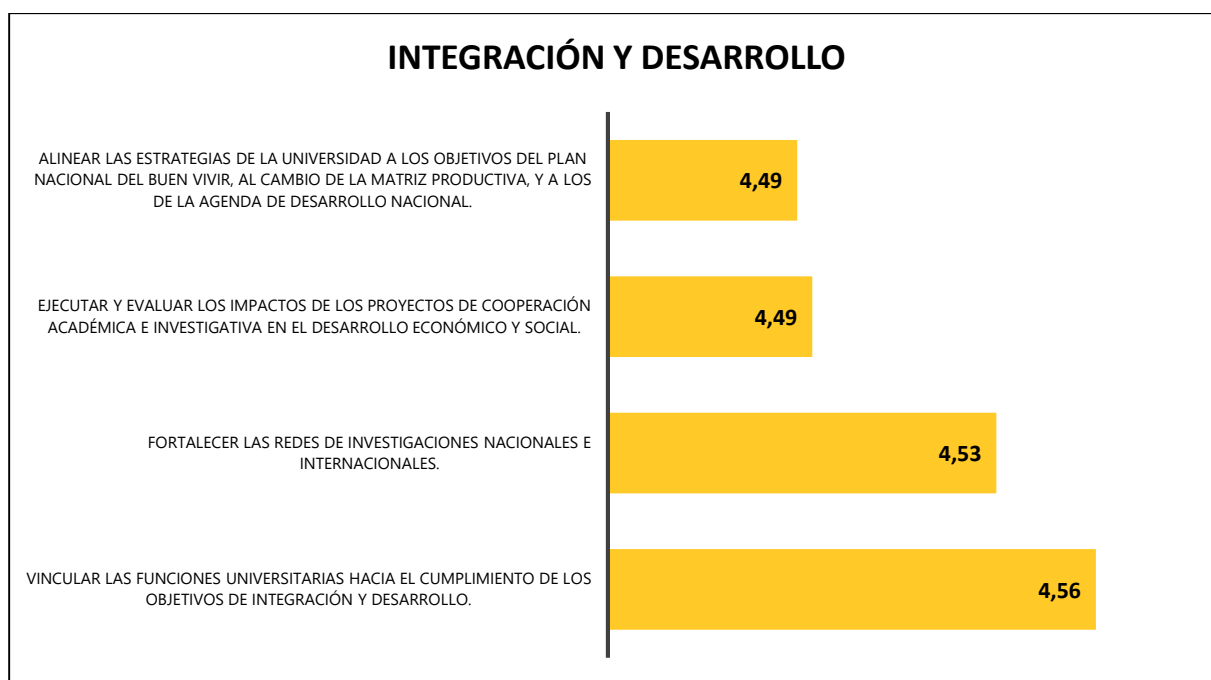 INTEGRACIÓN Y DESARROLLO
ALINEAR LAS ESTRATEGIAS DE LA UNIVERSIDAD A LOS OBJETIVOS DEL PLAN
NACIONAL DEL BUEN VIVIR, AL CAMBIO DE LA MATRIZ PRODUCTIVA, Y A LOS
DE LA AGENDA DE DESARROLLO NACIONAL.
4,49
EJECUTAR Y EVALUAR LOS IMPACTOS DE LOS PROYECTOS DE COOPERACIÓN
ACADÉMICA E INVESTIGATIVA EN EL DESARROLLO ECONÓMICO Y SOCIAL.
4,49
FORTALECER LAS REDES DE INVESTIGACIONES NACIONALES E
INTERNACIONALES.
4,53
VINCULAR LAS FUNCIONES UNIVERSITARIAS HACIA EL CUMPLIMIENTO DE LOS
OBJETIVOS DE INTEGRACIÓN Y DESARROLLO.
4,56